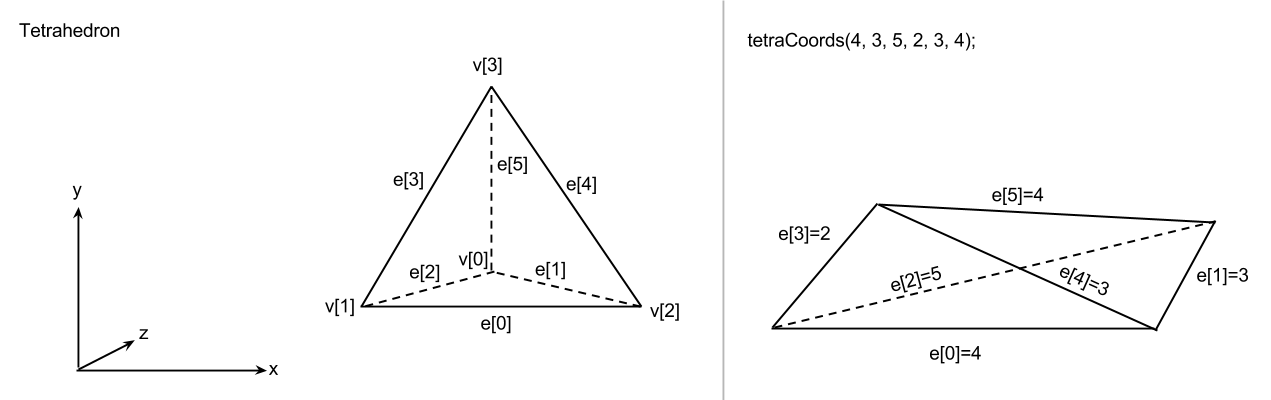 Tetrahedron
tetraCoords(4, 3, 5, 2, 3, 4);
v[3]
e[3]
e[5]
e[4]
y
v[0]
e[2]
e[1]
v[1]
v[2]
e[0]
z
x
e[5]=4
e[3]=2
e[2]=5
e[4]=3
e[1]=3
e[0]=4